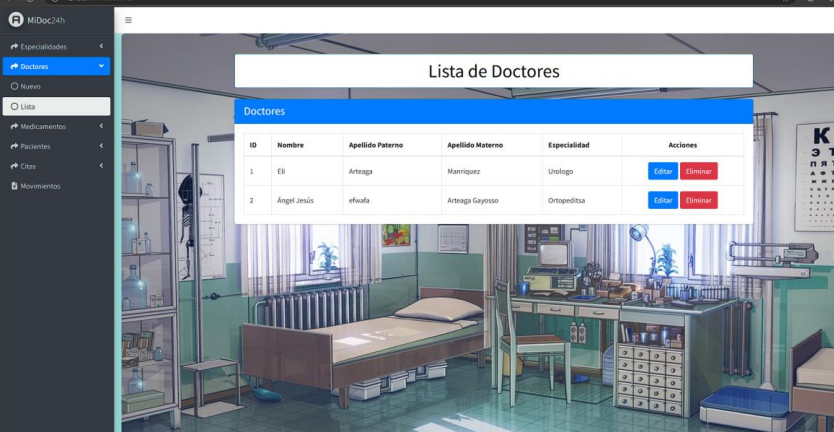 MiDoc24h
Especialidades
Doctores
Nuevo
Lista
Medicamentos
Pacientes
Citas
Movimientos
Lista de Doctores
Doctores
ID Nombre Apellido Paterno Apellido Materno Especialidad Acciones
1 Eli Arteaga Manriquez Urologo Editar Eliminar
2 Ángel Jesús efwafa Arteaga Gayosso Ortopeditsa Editar Eliminar